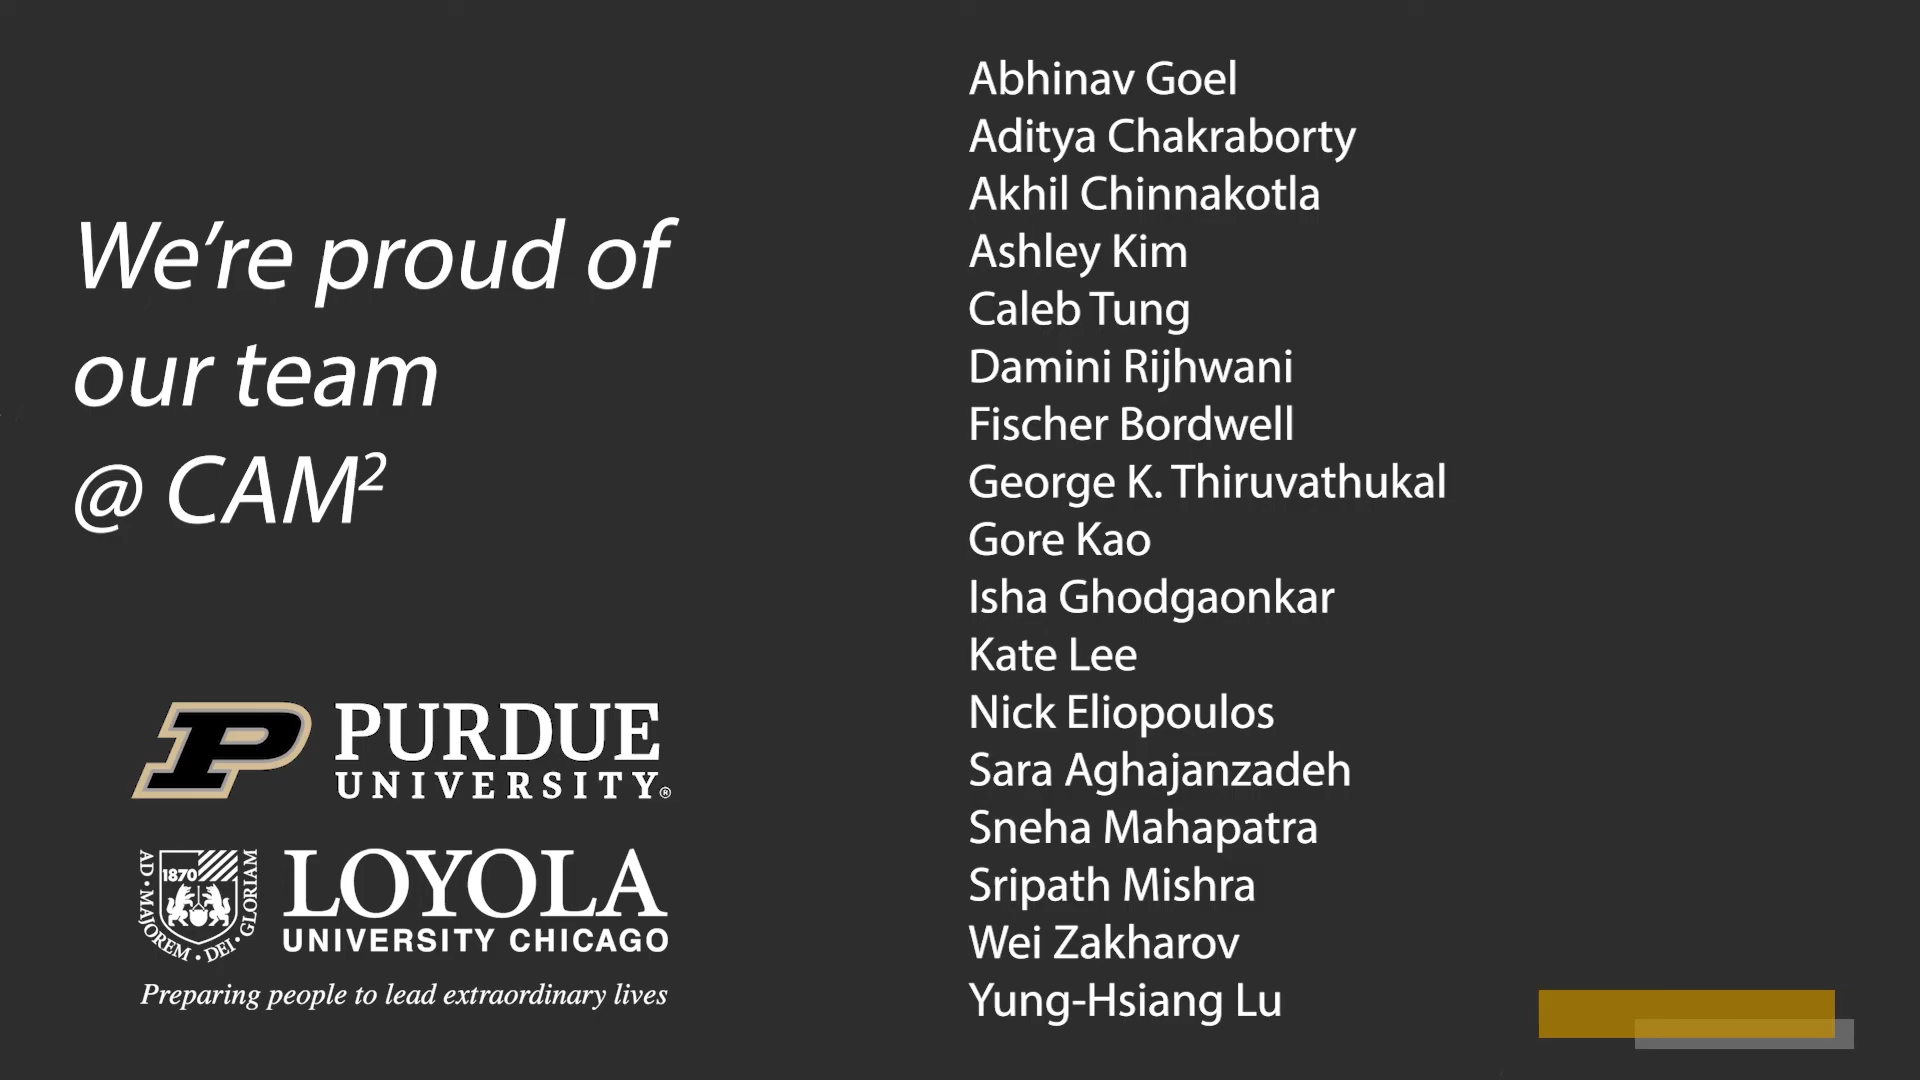 We’re proud of
our team
@ CAM²
PURDUE
UNIVERSITY®
1870
AD • MAJOREM • DEI • GLORIAM
LOYOLA
UNIVERSITY CHICAGO
Preparing people to lead extraordinary lives
Abhinav Goel
Aditya Chakraborty
Akhil Chinnakotla
Ashley Kim
Caleb Tung
Damini Rijhwani
Fischer Bordwell
George K. Thiruvathukal
Gore Kao
Isha Ghodgaonkar
Kate Lee
Nick Eliopoulos
Sara Aghajanzadeh
Sneha Mahapatra
Sripath Mishra
Wei Zakharov
Yung-Hsiang Lu